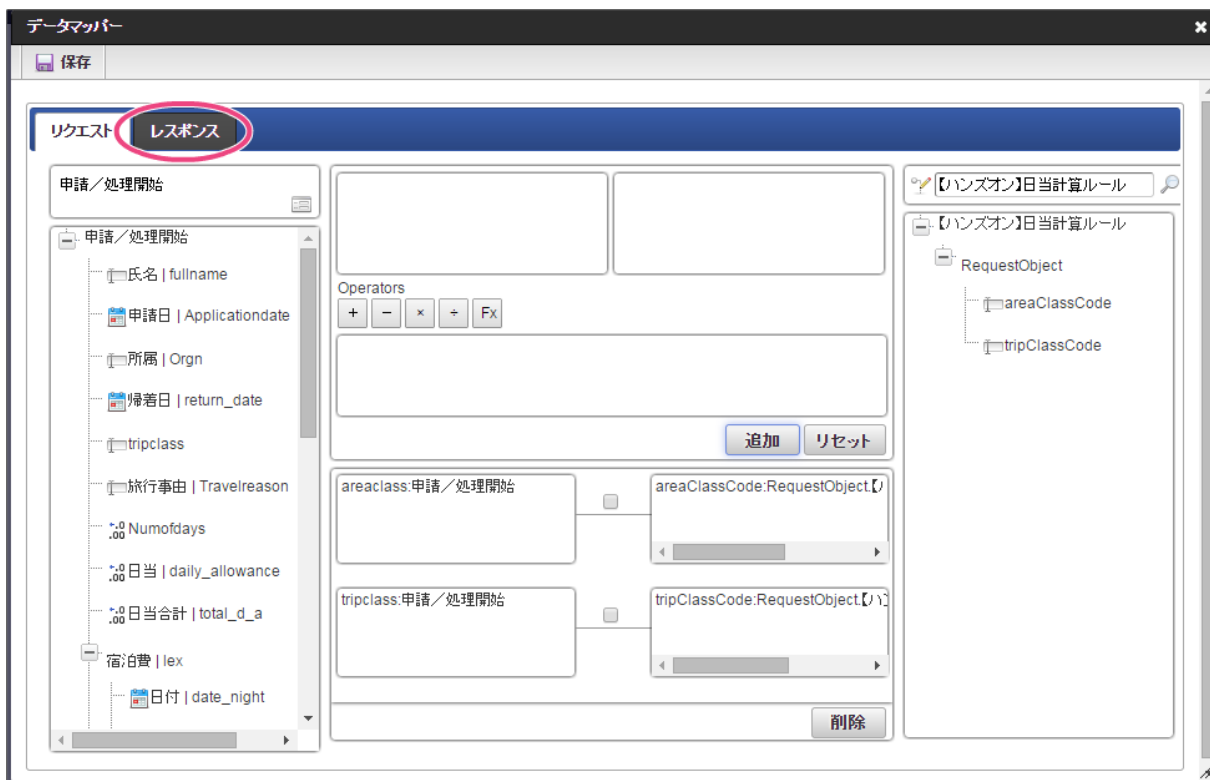 データマッパー
保存
リクエスト
レスポンス
申請／処理開始
申請／処理開始
氏名 | fullname
申請日 | Applicationdate
所属 | Orgn
帰着日 | return_date
tripclass
旅行事由 | Travelreason
Numofdays
日当 | daily_allowance
日当合計 | total_d_a
宿泊費 | lex
日付 | date_night
Operators
+ − × ÷ Fx
追加 リセット
areaclass:申請／処理開始
areaClassCode:RequestObject.【ハ
tripclass:申請／処理開始
tripClassCode:RequestObject.【ハン
削除
【ハンズオン】日当計算ルール
【ハンズオン】日当計算ルール
RequestObject
areaClassCode
tripClassCode